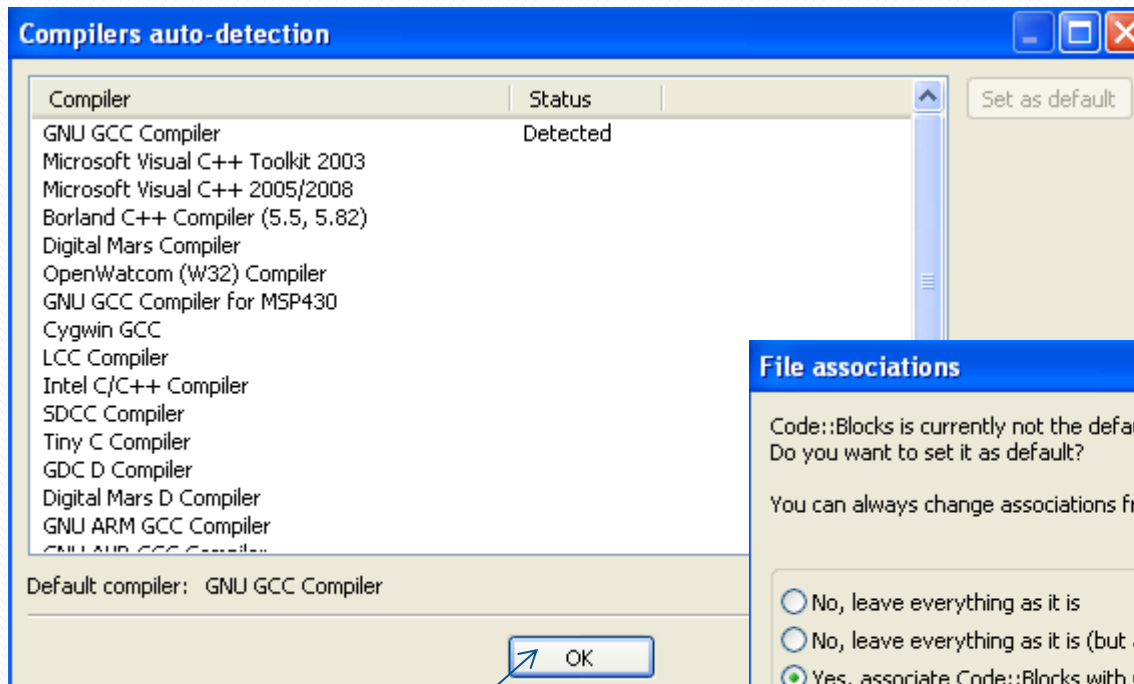 Compilers auto-detection
Compiler Status
GNU GCC Compiler Detected
Microsoft Visual C++ Toolkit 2003
Microsoft Visual C++ 2005/2008
Borland C++ Compiler (5.5, 5.82)
Digital Mars Compiler
OpenWatcom (W32) Compiler
GNU GCC Compiler for MSP430
Cygwin GCC
LCC Compiler
Intel C/C++ Compiler
SDCC Compiler
Tiny C Compiler
GDC D Compiler
Digital Mars D Compiler
GNU ARM GCC Compiler
Default compiler: GNU GCC Compiler
OK
Set as default
File associations
Code::Blocks is currently not the
Do you want to set it as default?
You can always change associations
No, leave everything as it is
No, leave everything as it is (but
Yes, associate Code::Blocks with